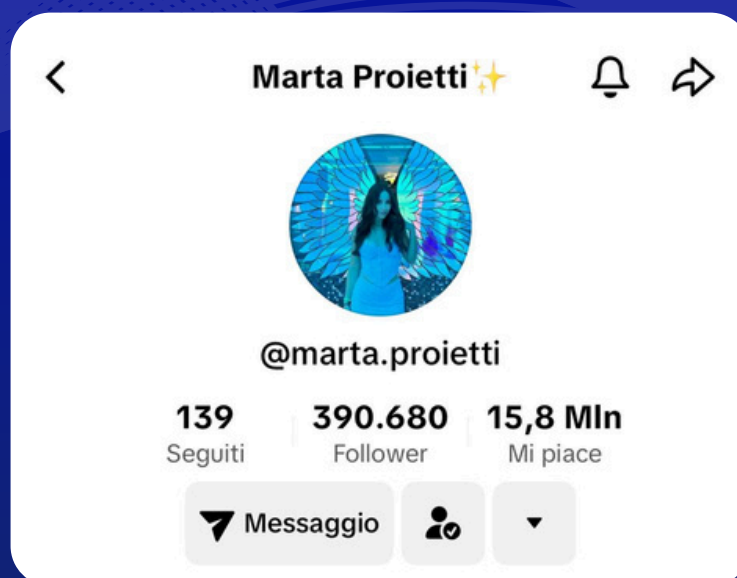 Marta Proietti✨
@marta.proietti
139 390.680 15,8 Mln
Seguiti Follower Mi piace
Messaggio